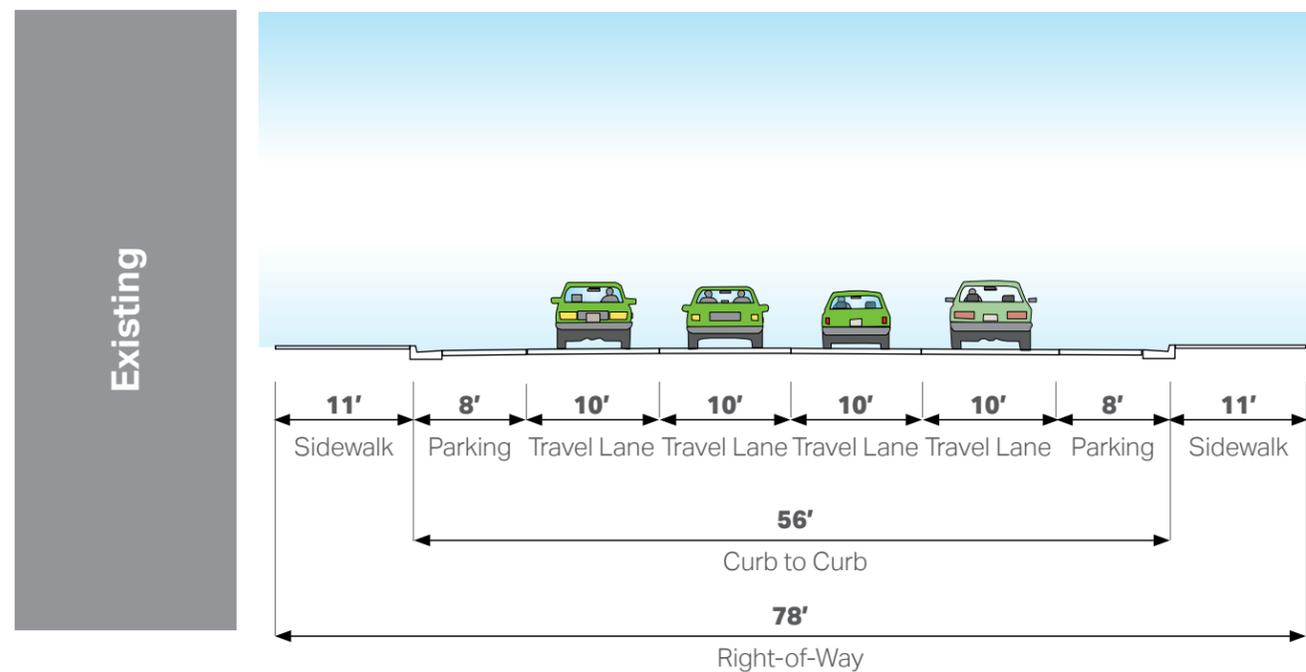 Existing
11′ 8′ 10′ 10′ 10′ 10′ 8′ 11′
Sidewalk Parking Travel Lane Travel Lane Travel Lane Travel Lane Parking Sidewalk
56′
Curb to Curb
78′
Right-of-Way